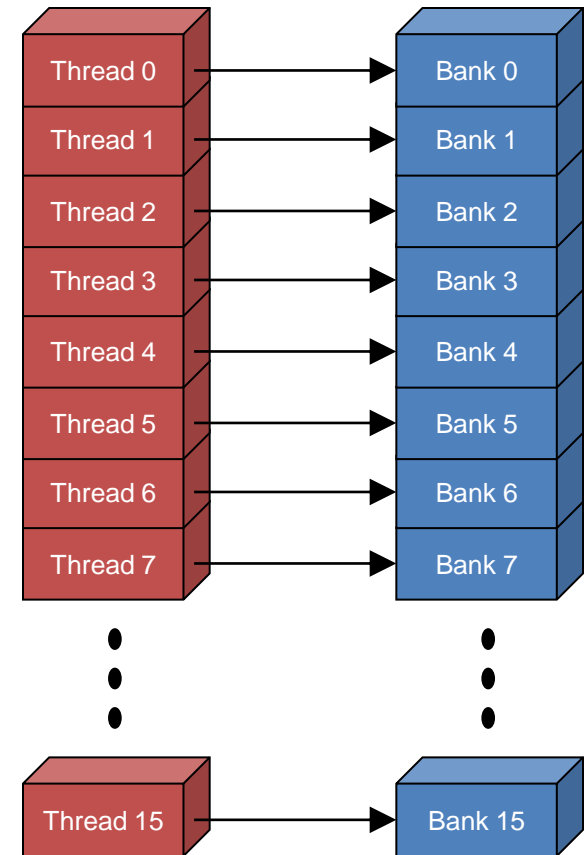 Thread 0
Bank 0
Thread 1
Bank 1
Thread 2
Bank 2
Thread 3
Bank 3
Thread 4
Bank 4
Thread 5
Bank 5
Thread 6
Bank 6
Thread 7
Bank 7
Thread 15
Bank 15